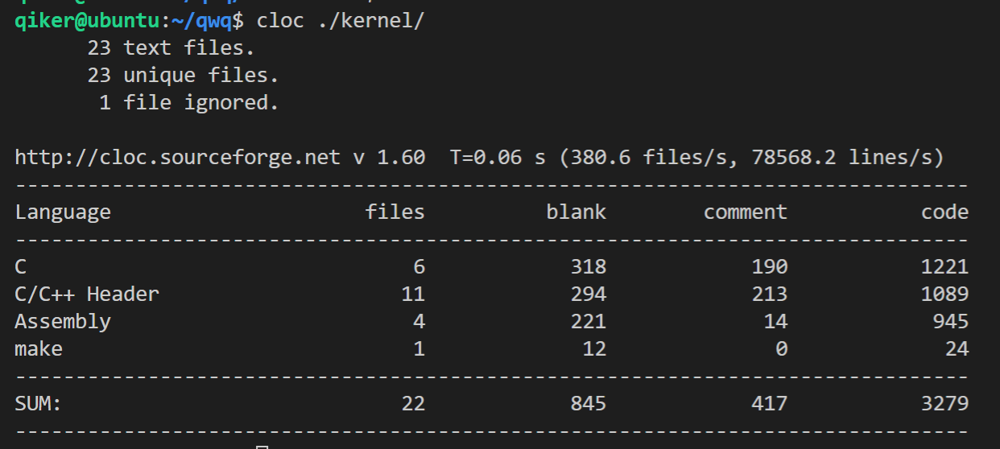 qiker@ubuntu:~/qwq$ cloc ./kernel/
      23 text files.
      23 unique files.
       1 file ignored.
http://cloc.sourceforge.net v 1.60  T=0.06 s (380.6 files/s, 78568.2 lines/s)
-------------------------------------------------------------------------------
Language                     files          blank        comment           code
-------------------------------------------------------------------------------
C                                6            318            190           1221
C/C++ Header                    11            294            213           1089
Assembly                         4            221             14            945
make                             1             12              0             24
-------------------------------------------------------------------------------
SUM:                            22            845            417           3279
-------------------------------------------------------------------------------